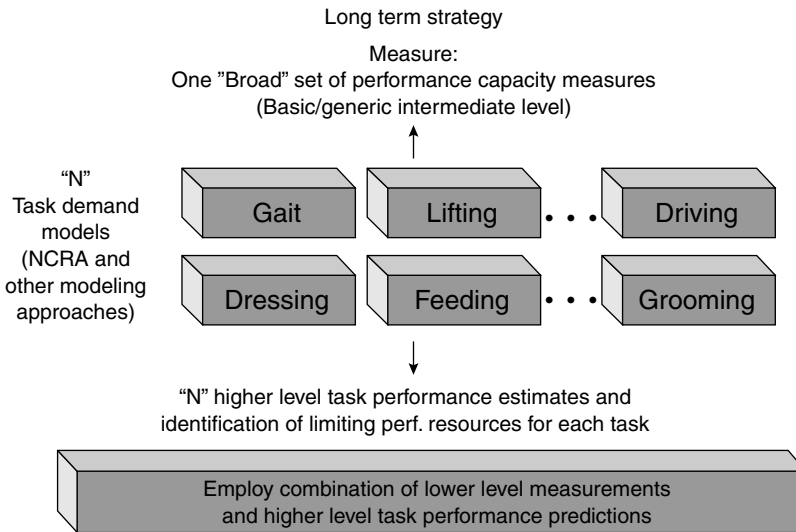 Long term strategy
Measure:
One ”Broad” set of performance capacity measures
(Basic/generic intermediate level)
“N”
Task demand
models
(NCRA and
other modeling
approaches)
Gait
Lifting
• • •
Driving
Dressing
Feeding
• • •
Grooming
“N” higher level task performance estimates and
identification of limiting perf. resources for each task
Employ combination of lower level measurements
and higher level task performance predictions